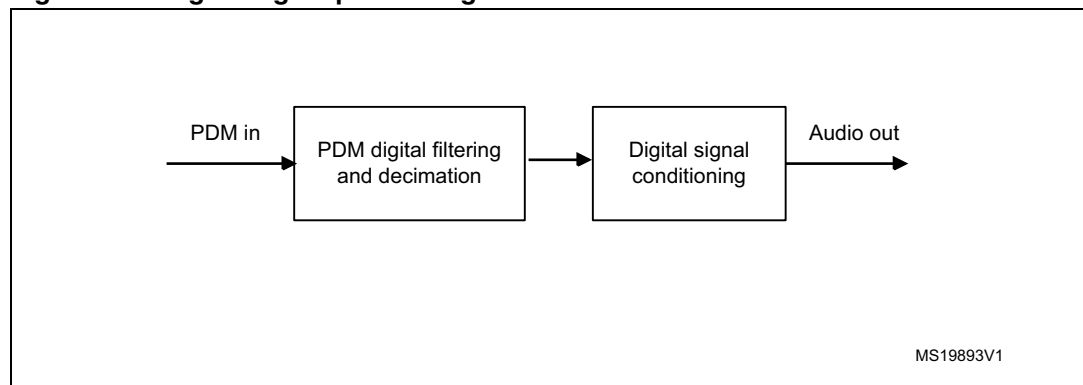 PDM in
PDM digital filtering
and decimation
Digital signal
conditioning
Audio out
MS19893V1